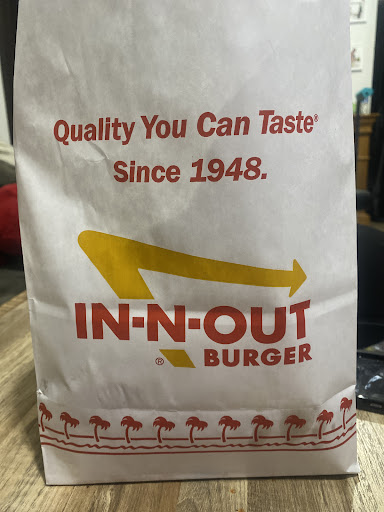 Quality You Can Taste®
Since 1948.
IN-N-OUT
® BURGER